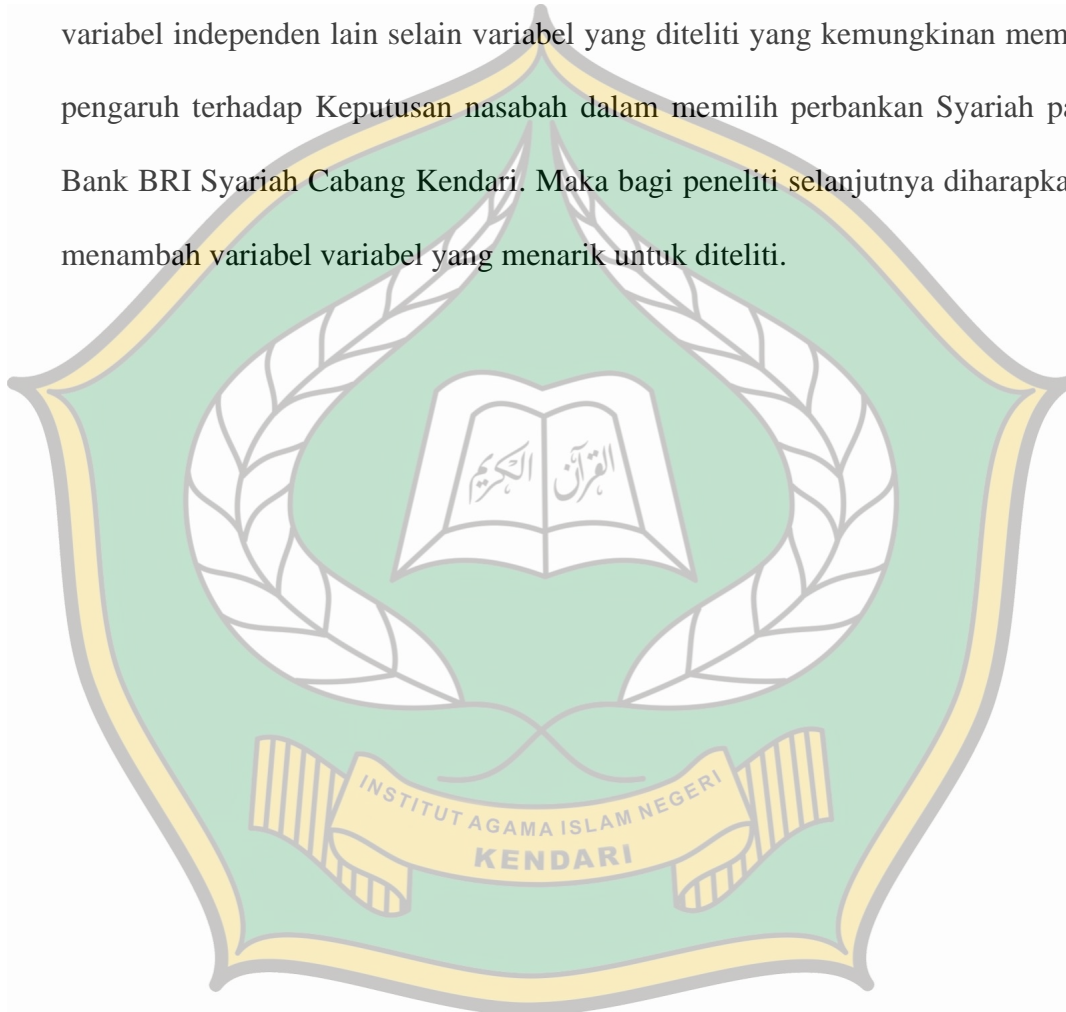 variabel independen lain selain variabel yang diteliti yang kemungkinan mem
pengaruh terhadap Keputusan nasabah dalam memilih perbankan Syariah pa
Bank BRI Syariah Cabang Kendari. Maka bagi peneliti selanjutnya diharapka
menambah variabel variabel yang menarik untuk diteliti.
القرآن الكريم
INSTITUT AGAMA ISLAM NEGERI
KENDARI